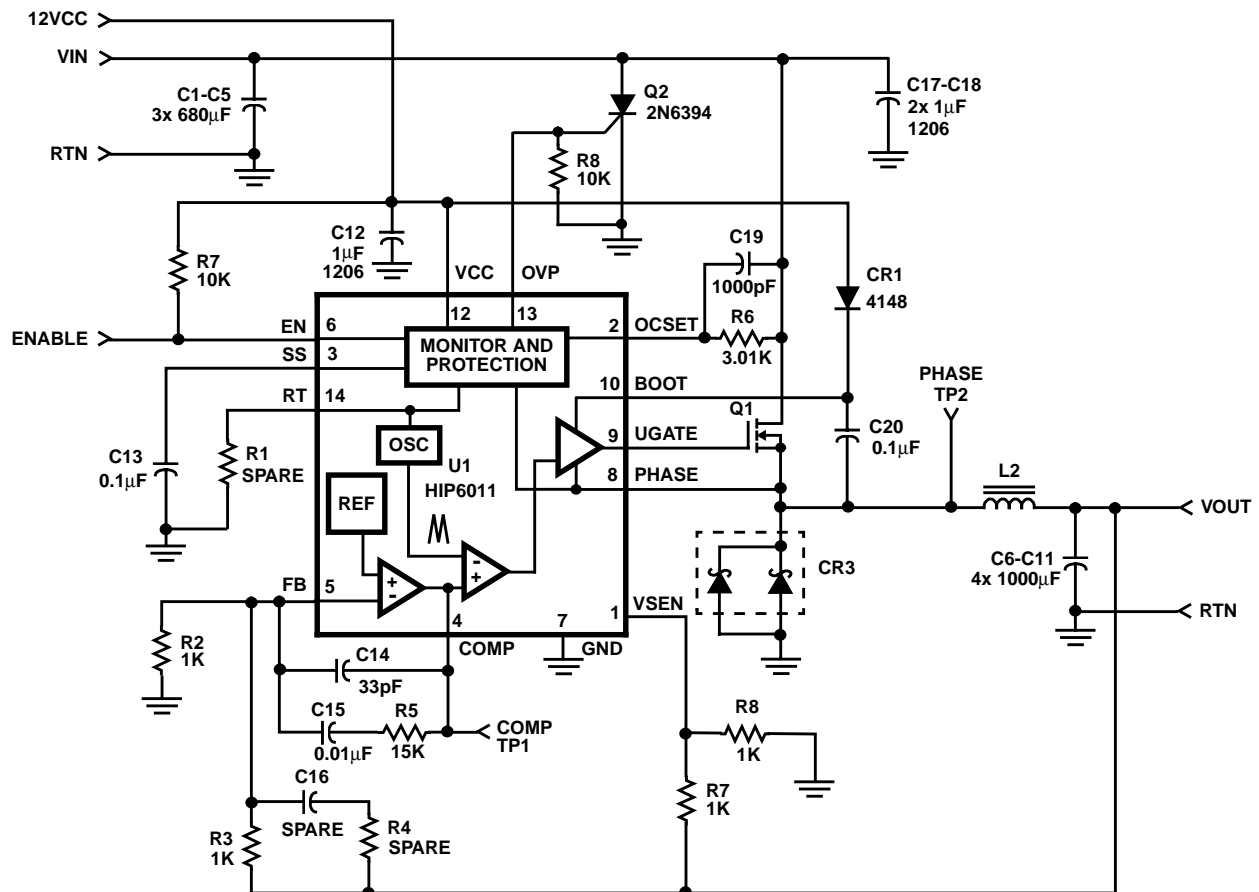 12VCC
VIN
C1-C5
3x 680μF
RTN
Q2
2N6394
C17-C18
2x 1μF
1206
R8
10K
R7
10K
C12
1μF
1206
VCC
OVP
C19
1000pF
CR1
4148
12
13
ENABLE
EN
6
MONITOR AND
PROTECTION
2
OCSET
R6
3.01K
SS
3
10
BOOT
PHASE
TP2
RT
14
OSC
9
UGATE
Q1
C20
0.1μF
C13
0.1μF
R1
SPARE
U1
HIP6011
8
PHASE
L2
REF
VOUT
CR3
C6-C11
4x 1000μF
RTN
FB
5
+
-
-
+
1
VSEN
4
COMP
7
GND
R2
1K
C14
33pF
C15
0.01μF
R5
15K
COMP
TP1
R8
1K
R7
1K
C16
SPARE
R4
SPARE
R3
1K